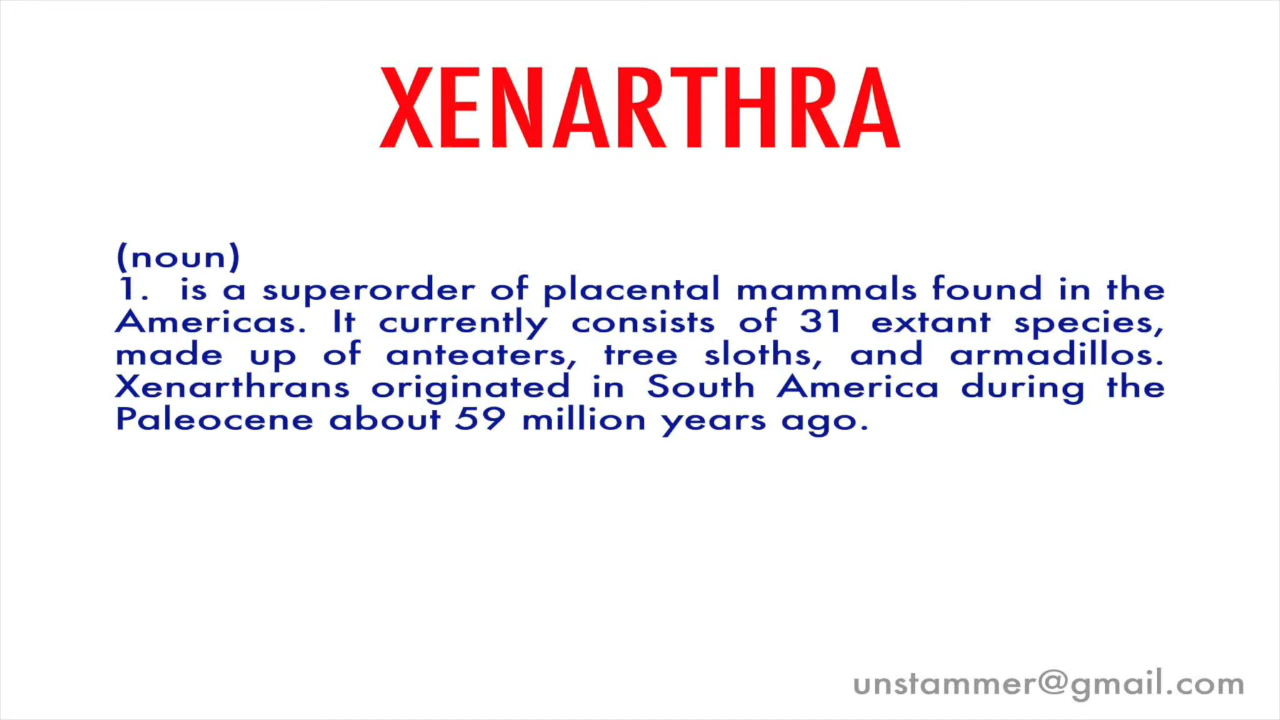 XENARTHRA
(noun)
1. is a superorder of placental mammals found in the
Americas. It currently consists of 31 extant species,
made up of anteaters, tree sloths, and armadillos.
Xenarthrans originated in South America during the
Paleocene about 59 million years ago.
unstammer@gmail.com